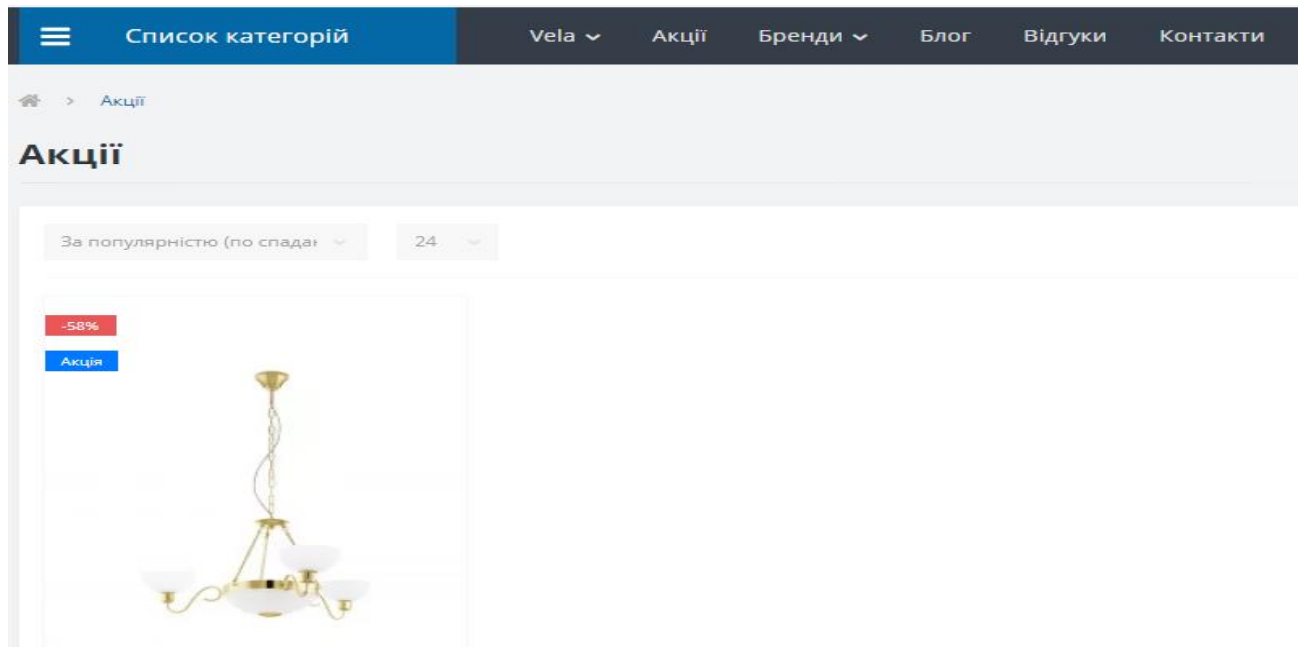 Список категорій Vela Акції Бренди Блог Відгуки Контакти
> Акції
Акції
За популярністю (по спадан 24
-58%
Акція